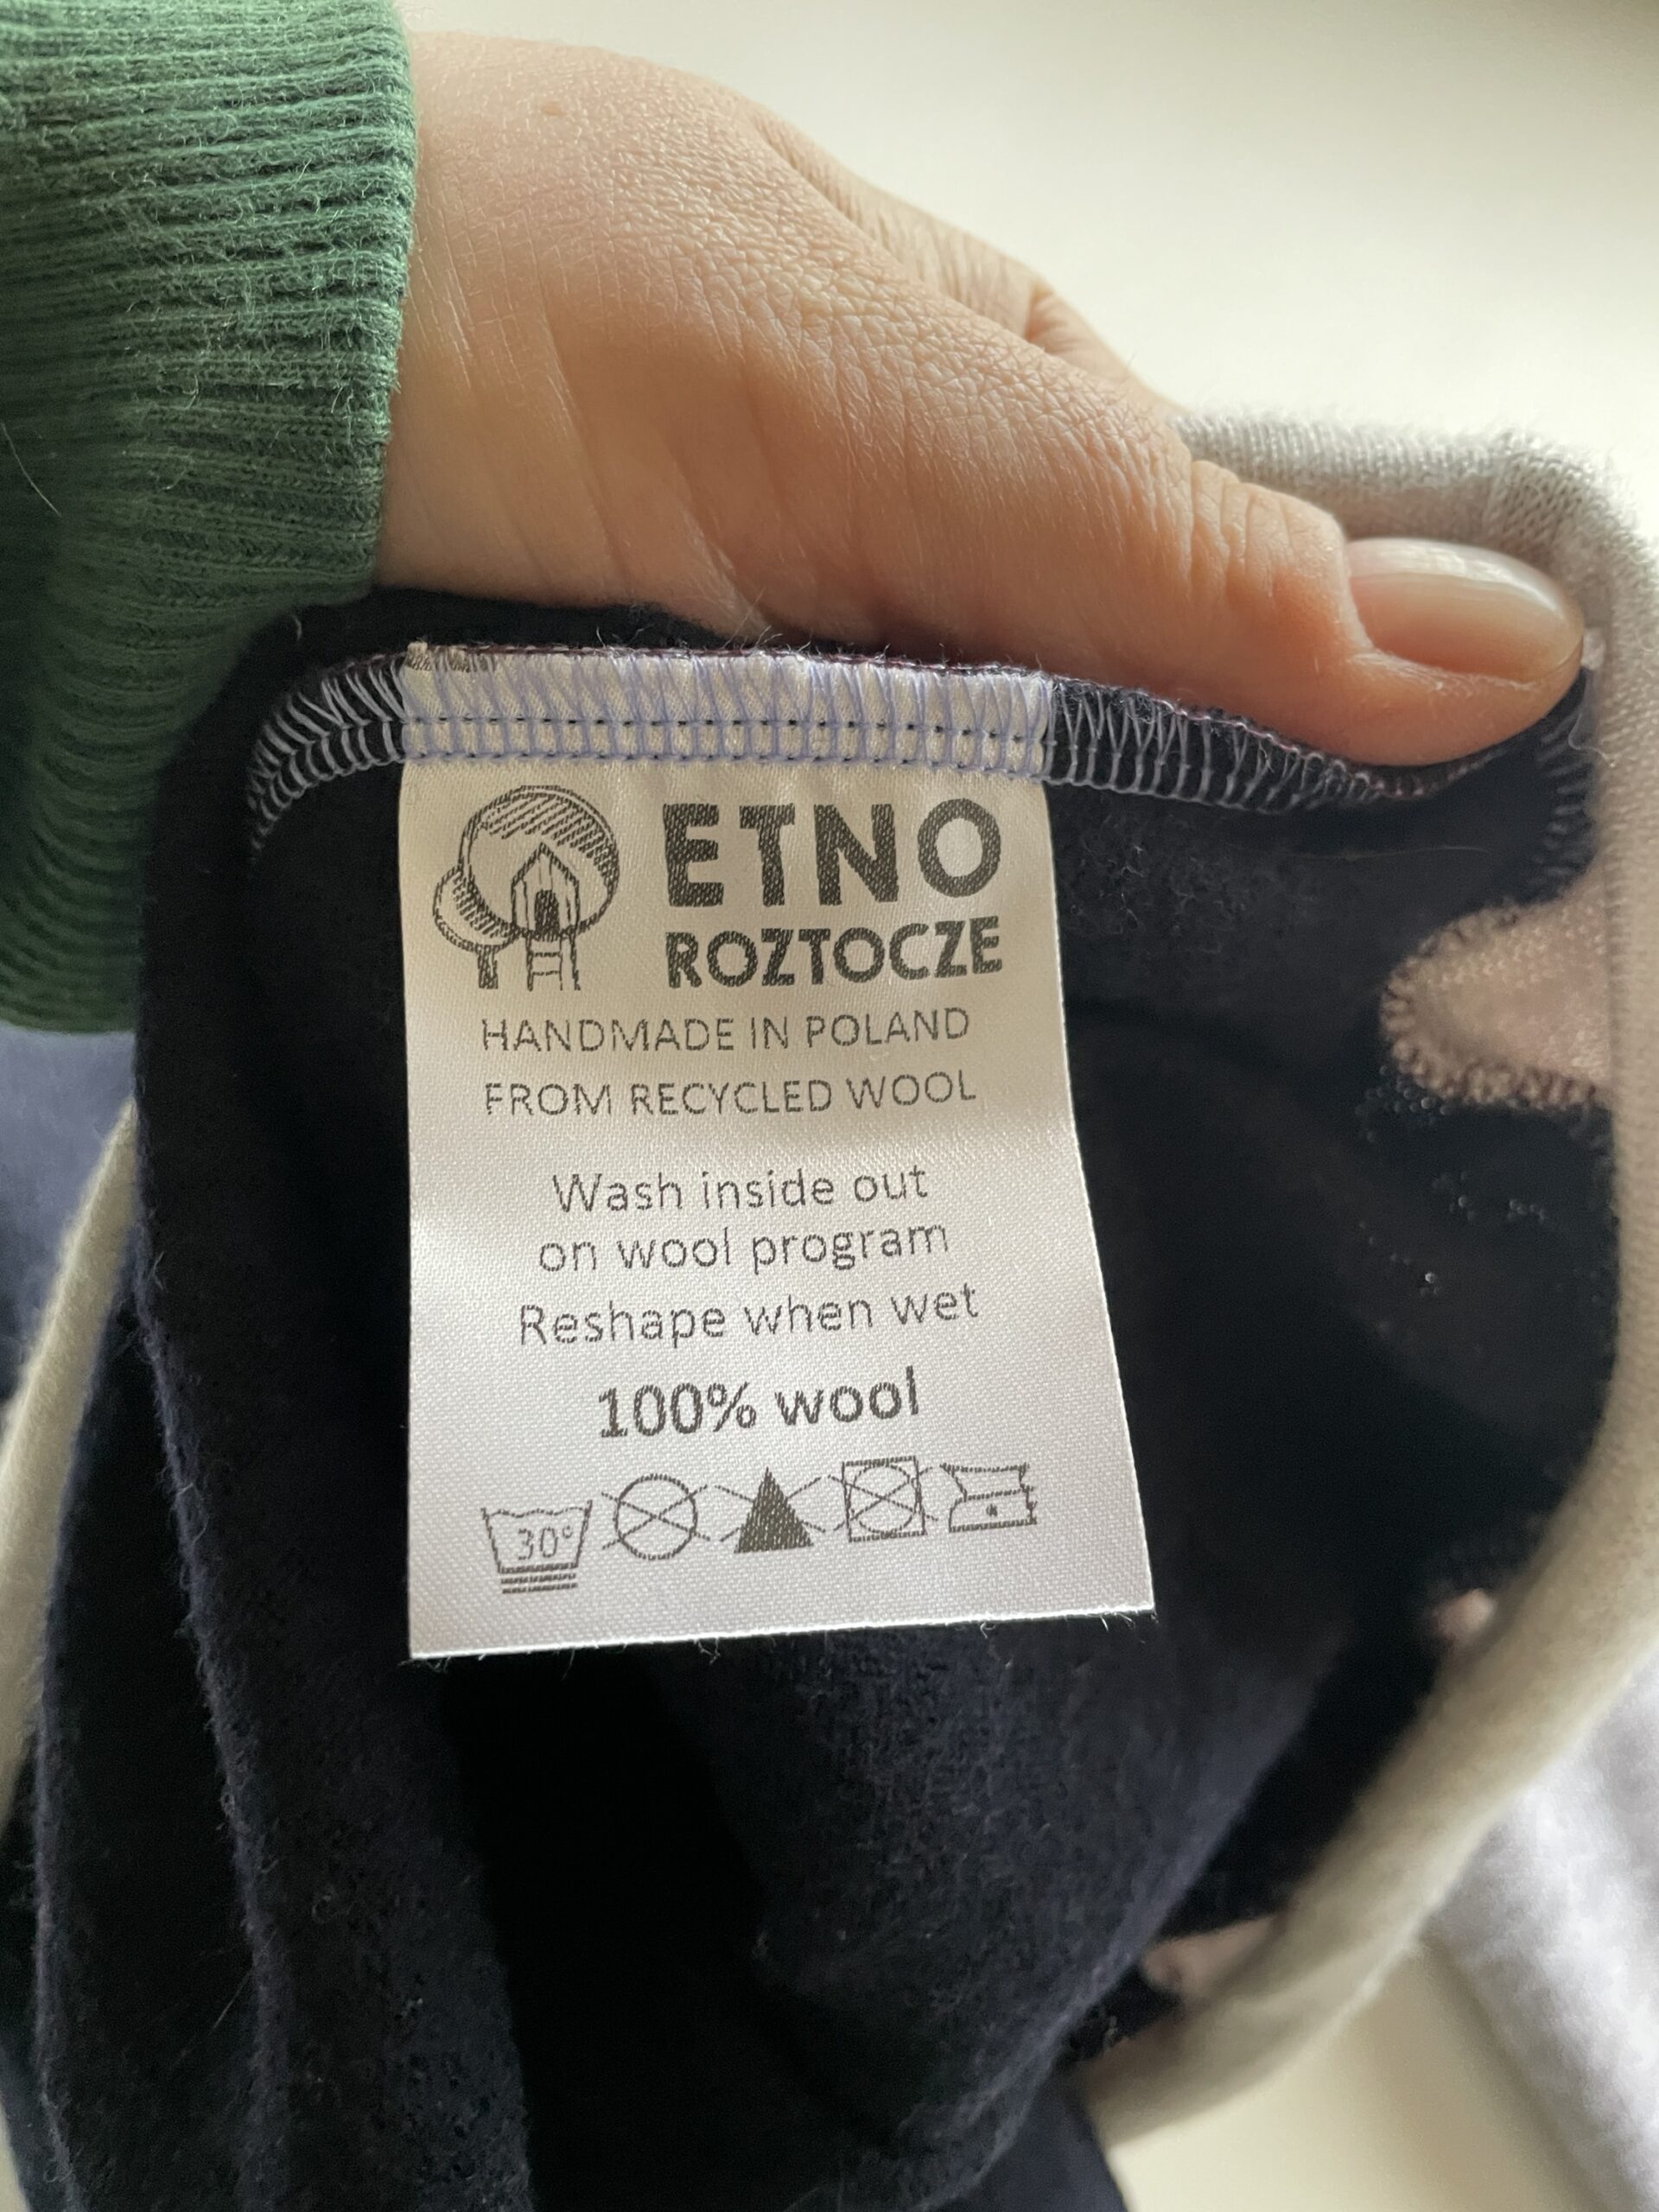 ETNO
ROZTOCZE
HANDMADE IN POLAND
FROM RECYCLED WOOL
Wash inside out
on wool program
Reshape when wet
100% wool
30°